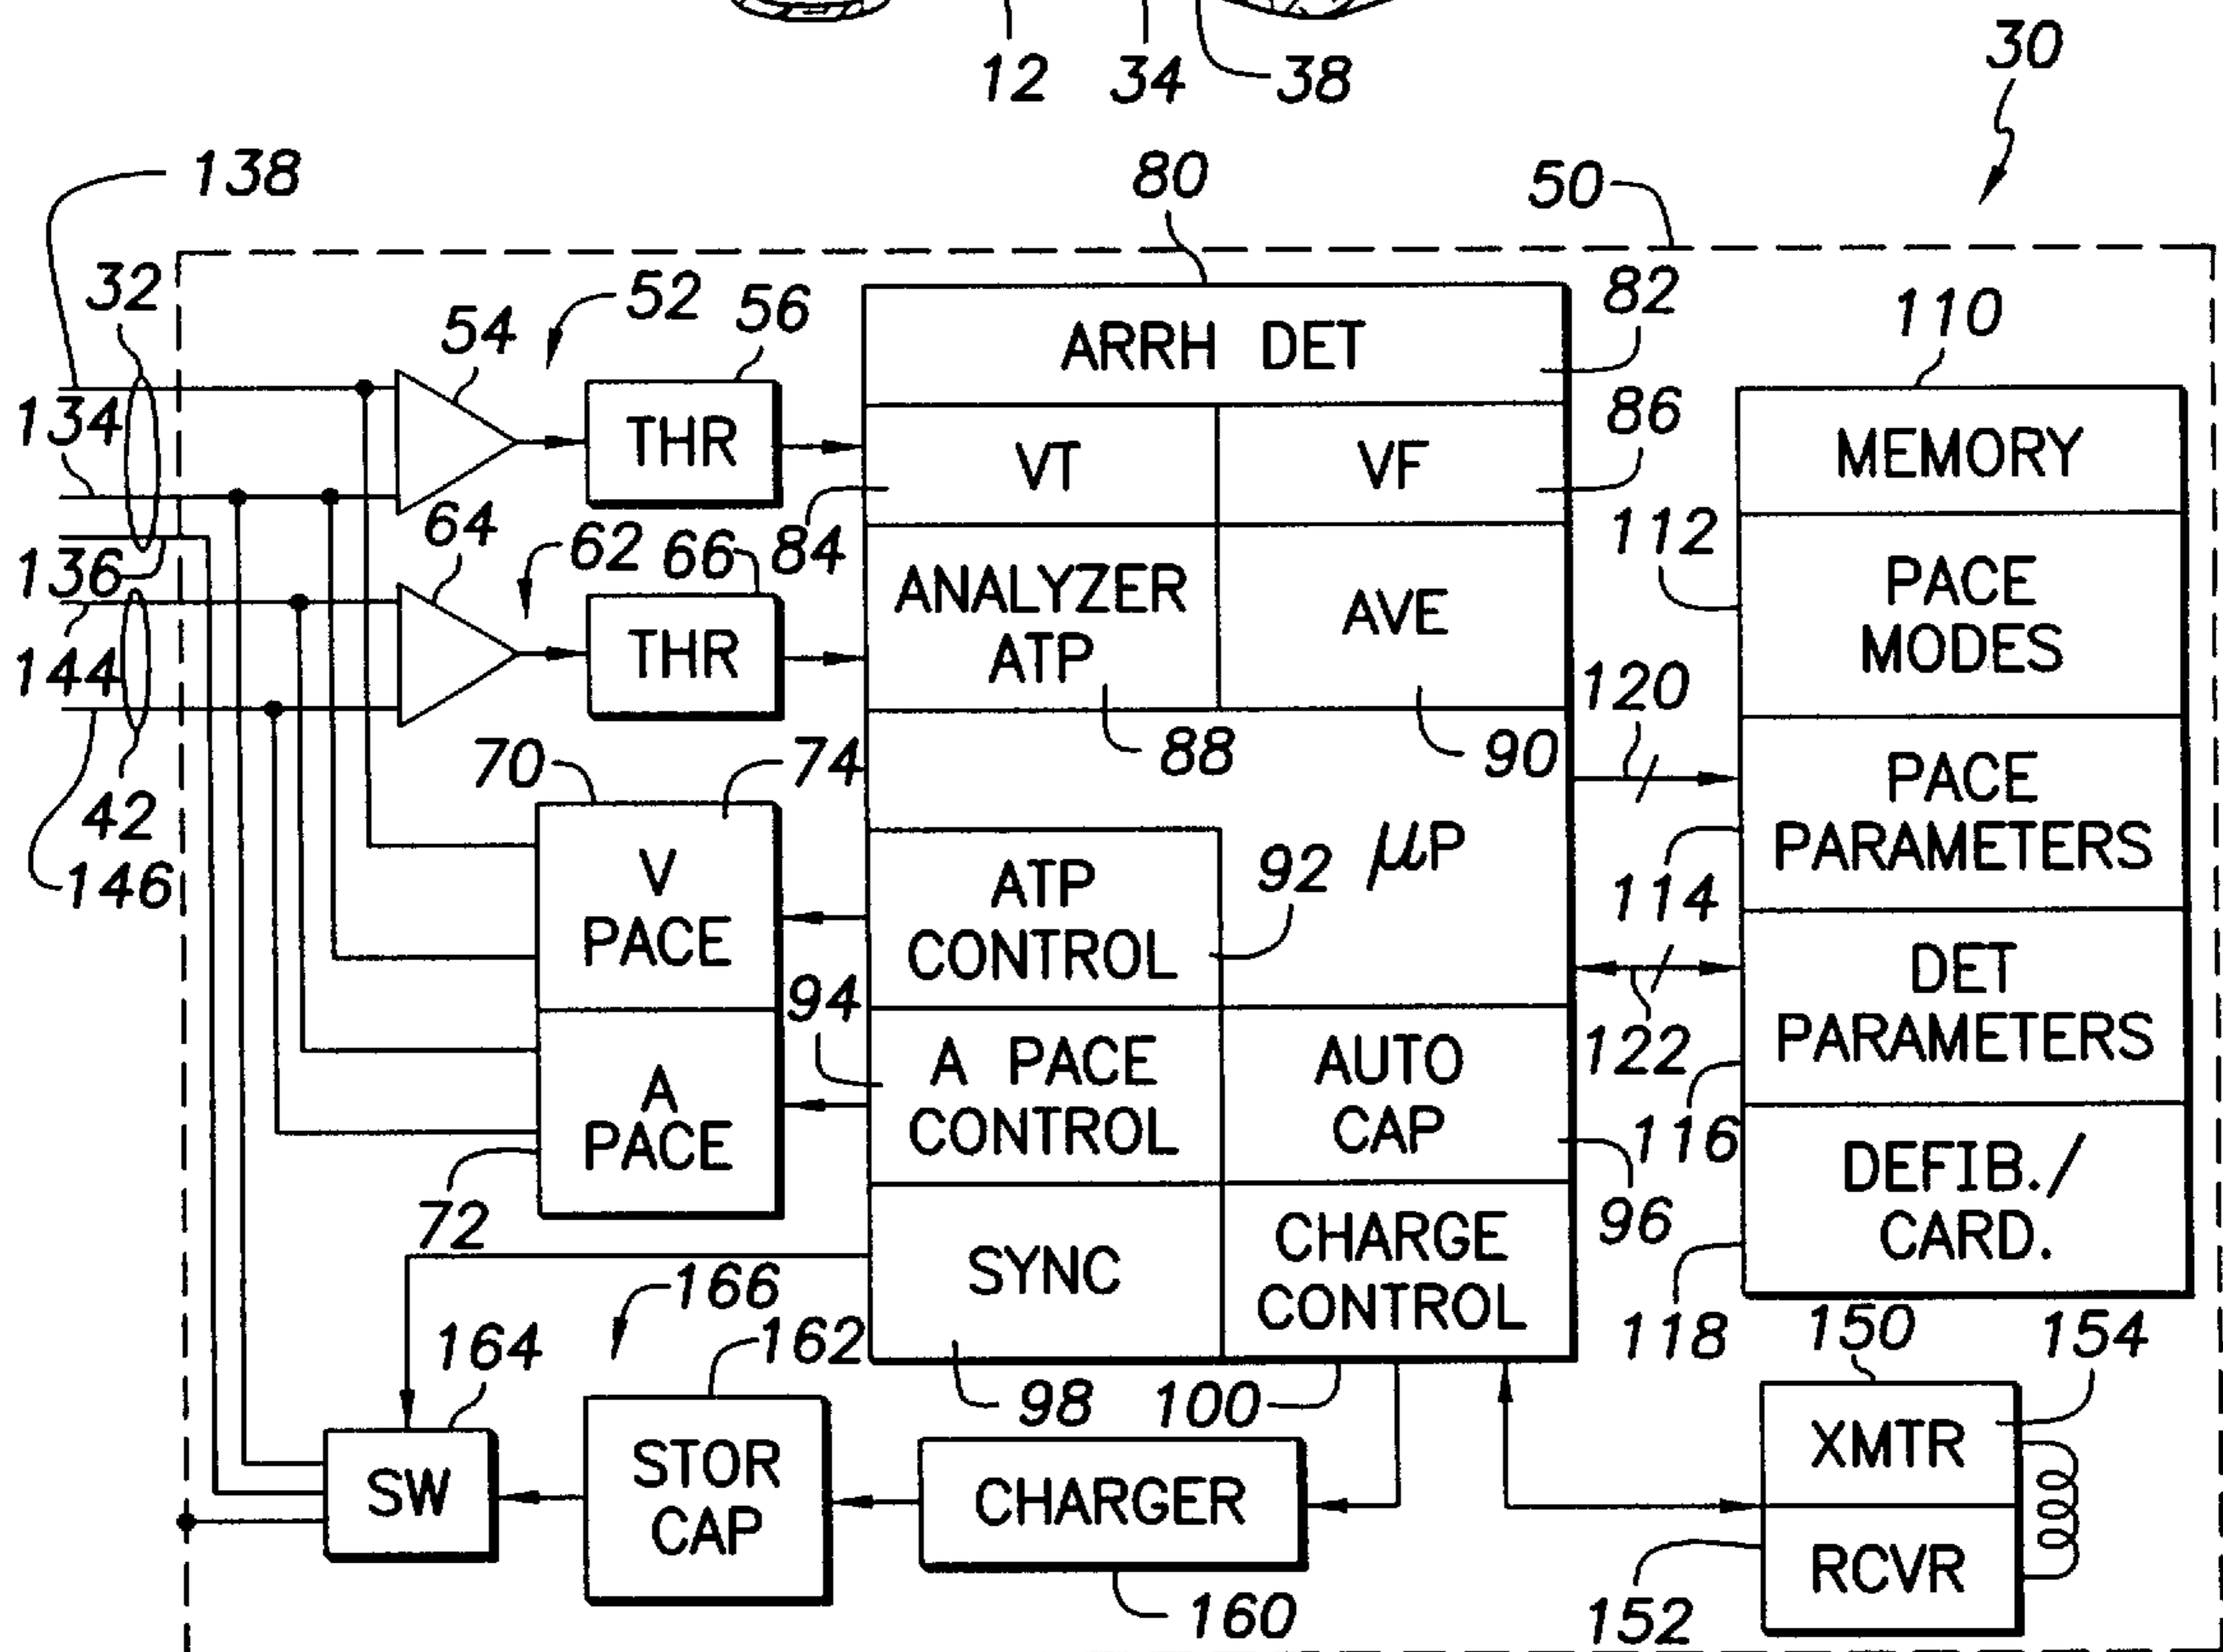 12 34 38
30
138
80
50
32
54
52
56
82
110
ARRH DET
134
THR
VT
VF
86
MEMORY
136
64
62
66
84
112
ANALYZER
ATP
AVE
PACE
MODES
144
THR
120
42
146
70
74
88
90
PACE
PARAMETERS
V
PACE
ATP
CONTROL
92
µP
114
DET
PARAMETERS
94
A PACE
CONTROL
AUTO
CAP
122
116
A
PACE
72
96
DEFIB./
CARD.
118
SYNC
CHARGE
CONTROL
166
164
162
98
100
150
154
SW
STOR
CAP
CHARGER
160
XMTR
RCVR
152